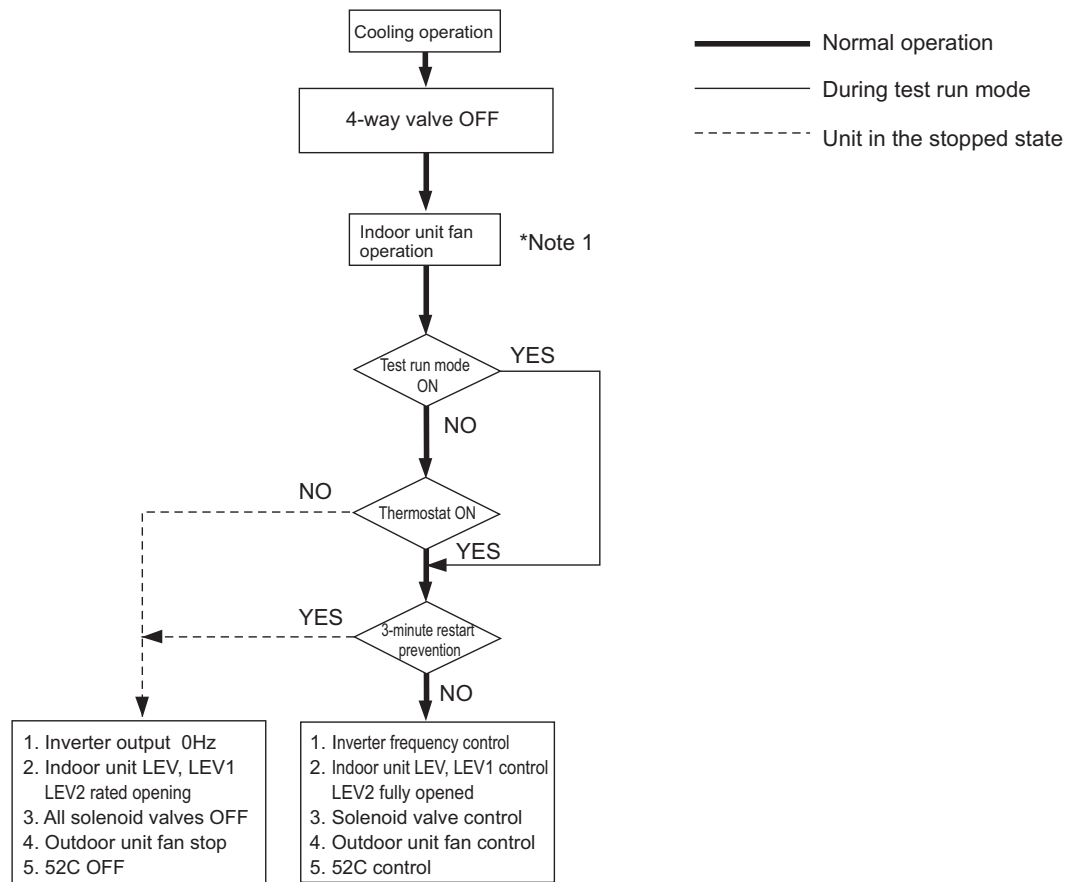 Cooling operation
Normal operation
During test run mode
Unit in the stopped state
4-way valve OFF
Indoor unit fan
operation
*Note 1
Test run mode
ON
YES
NO
NO
Thermostat ON
YES
YES
3-minute restart
prevention
NO
1. Inverter output 0Hz
2. Indoor unit LEV, LEV1
LEV2 rated opening
3. All solenoid valves OFF
4. Outdoor unit fan stop
5. 52C OFF
1. Inverter frequency control
2. Indoor unit LEV, LEV1 control
LEV2 fully opened
3. Solenoid valve control
4. Outdoor unit fan control
5. 52C control